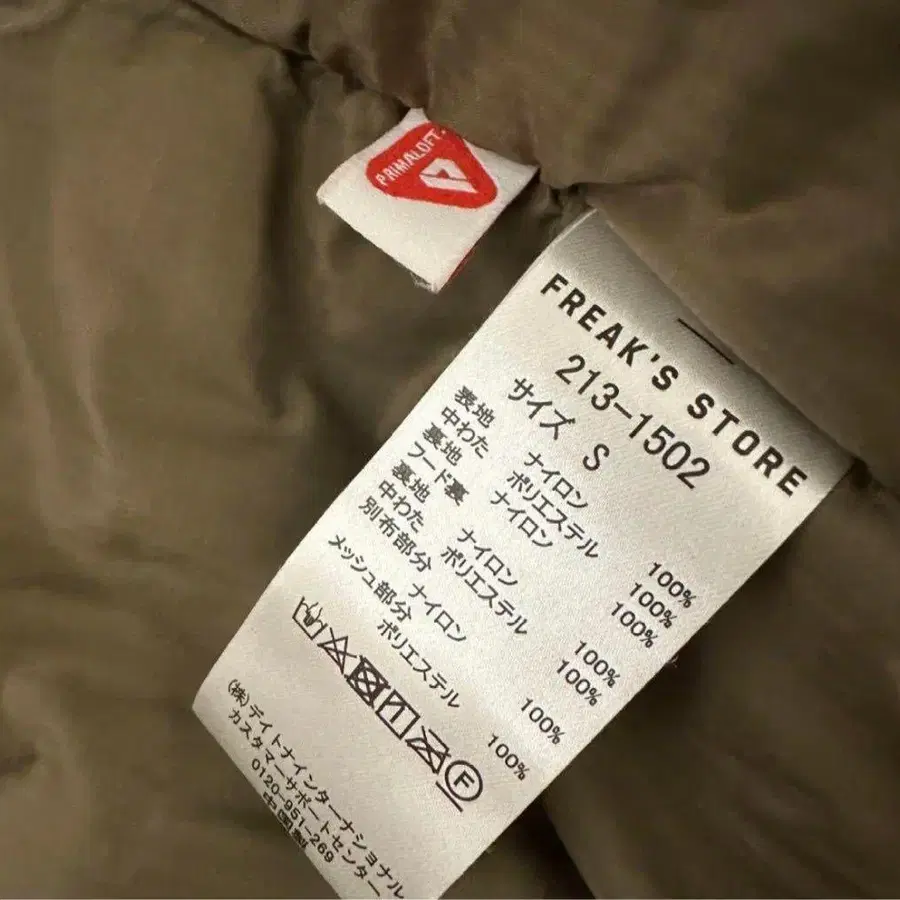 PRIMALOFT
FREAK'S STORE
213-1502
サイズ S
表地 ナイロン 100%
中わた ポリエステル 100%
裏地 ナイロン 100%
フード裏
裏地 ナイロン 100%
中わた ポリエステル 100%
別布部分
ナイロン 100%
メッシュ部分
ポリエステル 100%
F
(株)デイトナインターナショナル
カスタマーサポートセンター
0120-951-269
中国製